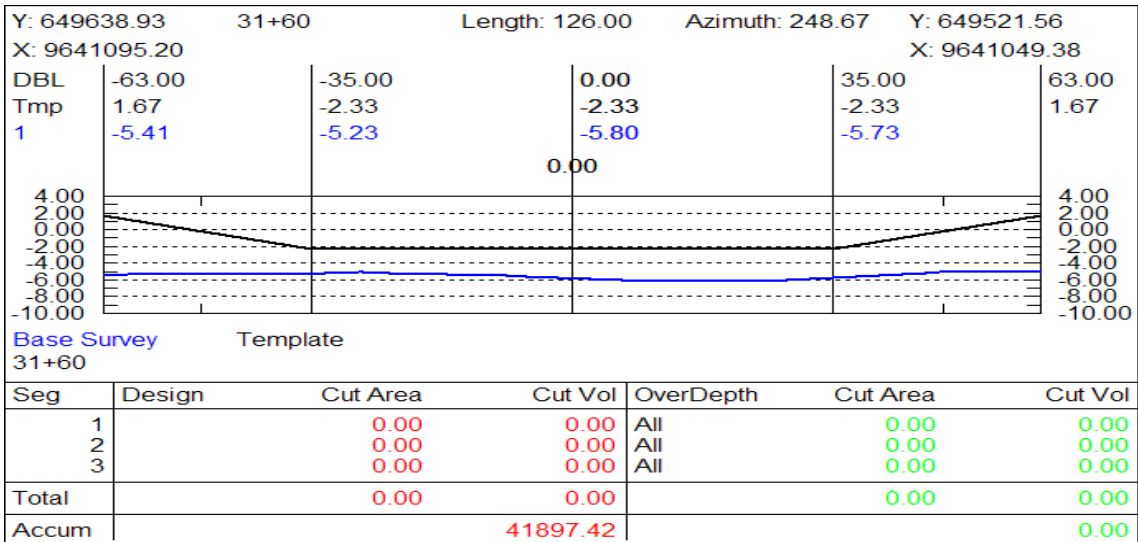 Y: 649638.93 31+60 Length: 126.00 Azimuth: 248.67 Y: 649521.56
X: 9641095.20 X: 9641049.38
DBL -63.00 -35.00 0.00 35.00 63.00
Tmp 1.67 -2.33 -2.33 -2.33 1.67
1 -5.41 -5.23 -5.80 -5.73
0.00
4.00 4.00
2.00 2.00
0.00 0.00
-2.00 -2.00
-4.00 -4.00
-6.00 -6.00
-8.00 -8.00
-10.00 -10.00
Base Survey Template
31+60
Seg Design Cut Area Cut Vol OverDepth Cut Area Cut Vol
1 0.00 0.00 All 0.00 0.00
2 0.00 0.00 All 0.00 0.00
3 0.00 0.00 All 0.00 0.00
Total 0.00 0.00 0.00 0.00
Accum 41897.42 0.00